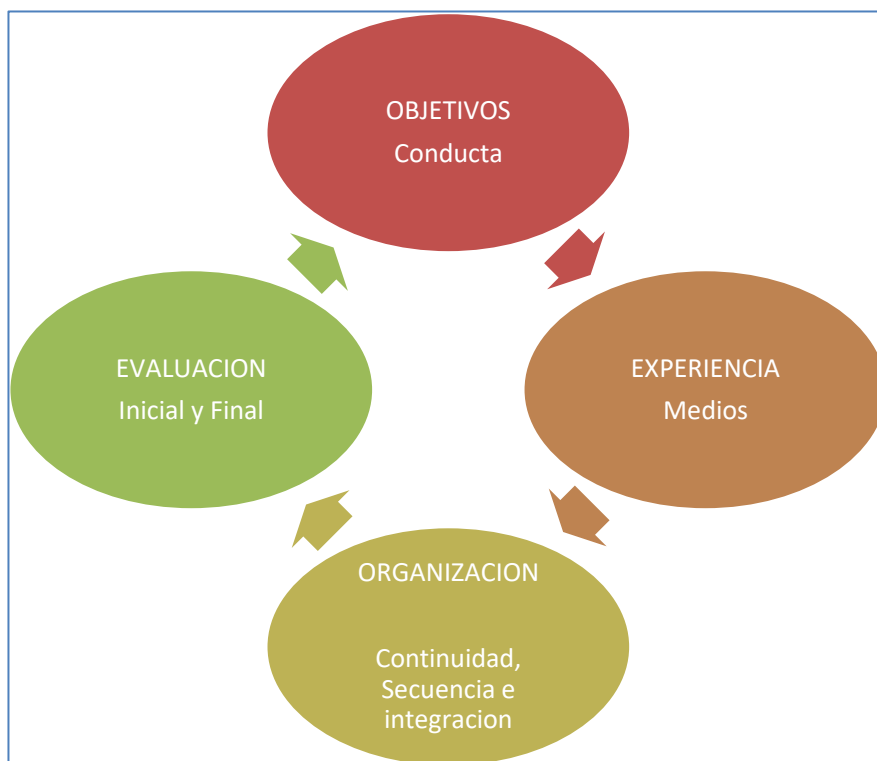 OBJETIVOS
Conducta
EXPERIENCIA
Medios
ORGANIZACION
Continuidad,
Secuencia e
integracion
EVALUACION
Inicial y Final